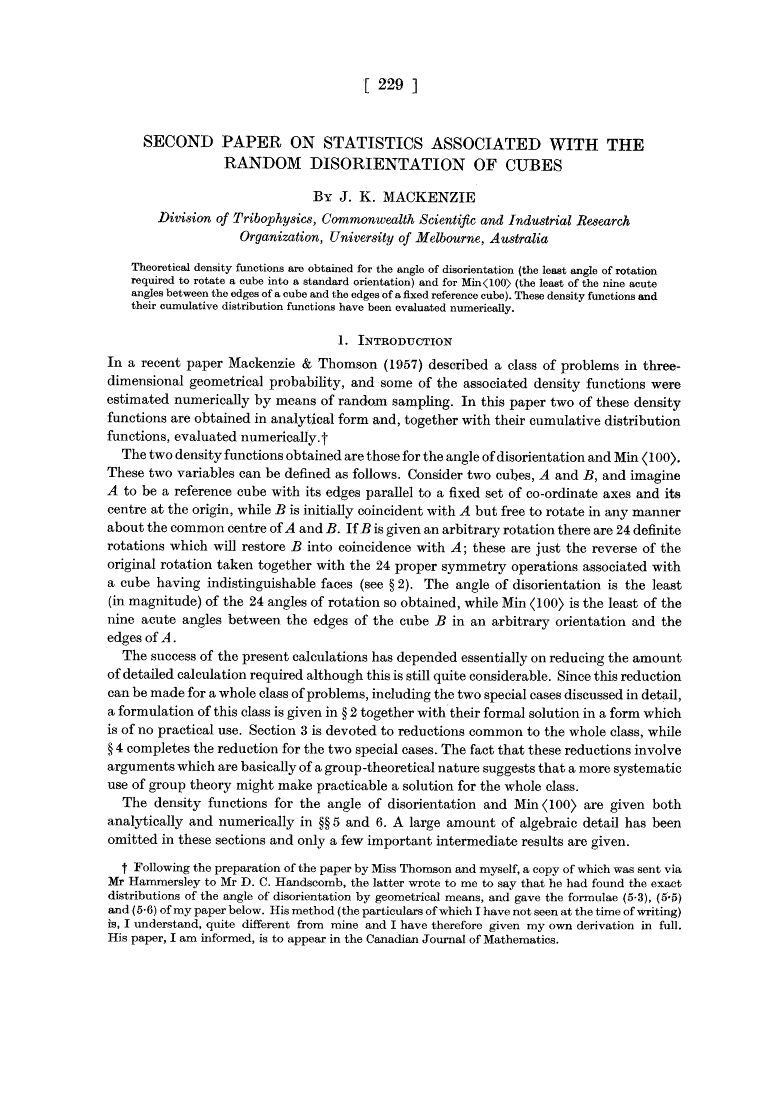 [ 229 ]
SECOND PAPER ON STATISTICS ASSOCIATED WITH THE
RANDOM DISORIENTATION OF CUBES
BY J. K. MACKENZIE
Division of Tribophysics, Commonwealth Scientific and Industrial Research
Organization, University of Melbourne, Australia
Theoretical density functions are obtained for the angle of disorientation (the least angle of rotation
required to rotate a cube into a standard orientation) and for Min⟨100⟩ (the least of the nine acute
angles between the edges of a cube and the edges of a fixed reference cube). These density functions and
their cumulative distribution functions have been evaluated numerically.
1. INTRODUCTION
In a recent paper Mackenzie & Thomson (1957) described a class of problems in three-
dimensional geometrical probability, and some of the associated density functions were
estimated numerically by means of random sampling. In this paper two of these density
functions are obtained in analytical form and, together with their cumulative distribution
functions, evaluated numerically.†
The two density functions obtained are those for the angle of disorientation and Min ⟨100⟩.
These two variables can be defined as follows. Consider two cubes, A and B, and imagine
A to be a reference cube with its edges parallel to a fixed set of co-ordinate axes and its
centre at the origin, while B is initially coincident with A but free to rotate in any manner
about the common centre of A and B. If B is given an arbitrary rotation there are 24 definite
rotations which will restore B into coincidence with A; these are just the reverse of the
original rotation taken together with the 24 proper symmetry operations associated with
a cube having indistinguishable faces (see § 2). The angle of disorientation is the least
(in magnitude) of the 24 angles of rotation so obtained, while Min ⟨100⟩ is the least of the
nine acute angles between the edges of the cube B in an arbitrary orientation and the
edges of A.
The success of the present calculations has depended essentially on reducing the amount
of detailed calculation required although this is still quite considerable. Since this reduction
can be made for a whole class of problems, including the two special cases discussed in detail,
a formulation of this class is given in § 2 together with their formal solution in a form which
is of no practical use. Section 3 is devoted to reductions common to the whole class, while
§ 4 completes the reduction for the two special cases. The fact that these reductions involve
arguments which are basically of a group-theoretical nature suggests that a more systematic
use of group theory might make practicable a solution for the whole class.
The density functions for the angle of disorientation and Min⟨100⟩ are given both
analytically and numerically in §§ 5 and 6. A large amount of algebraic detail has been
omitted in these sections and only a few important intermediate results are given.
† Following the preparation of the paper by Miss Thomson and myself, a copy of which was sent via
Mr Hammersley to Mr D. C. Handscomb, the latter wrote to me to say that he had found the exact
distributions of the angle of disorientation by geometrical means, and gave the formulae (5·3), (5·5)
and (5·6) of my paper below. His method (the particulars of which I have not seen at the time of writing)
is, I understand, quite different from mine and I have therefore given my own derivation in full.
His paper, I am informed, is to appear in the Canadian Journal of Mathematics.